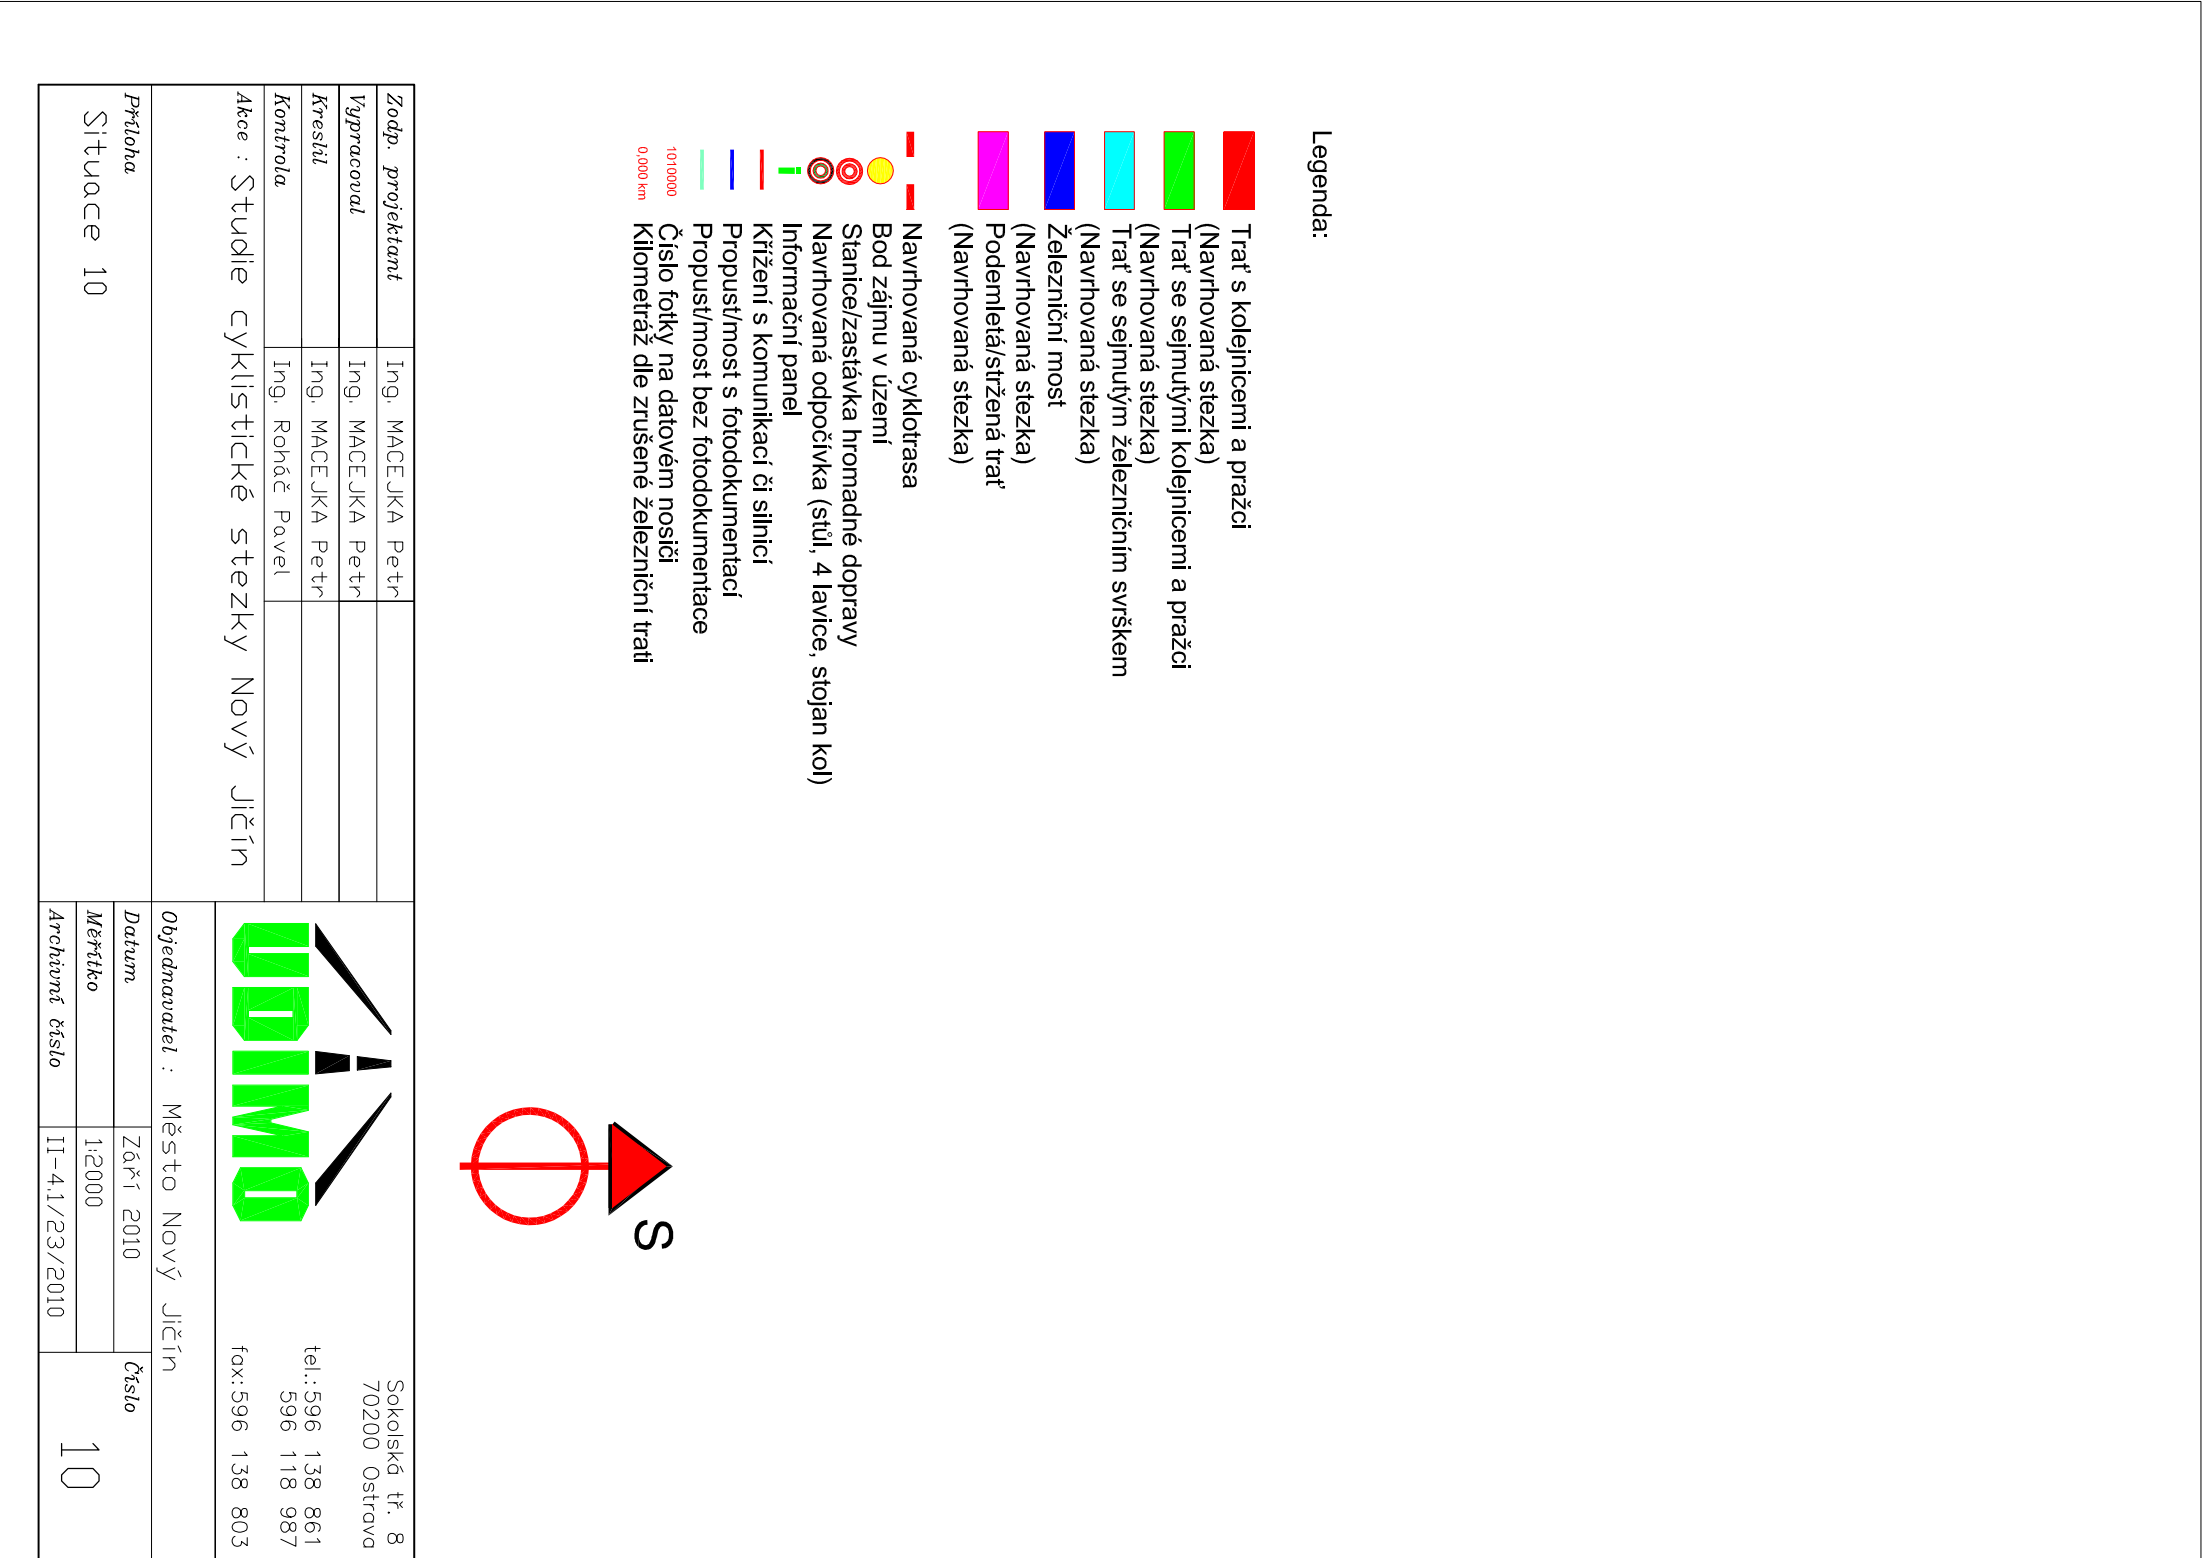 Legenda:
Trať s kolejnicemi a pražci
(Navrhovaná stezka)
Trať se sejmutými kolejnicemi a pražci
(Navrhovaná stezka)
Trať se sejmutým železničním svrškem
(Navrhovaná stezka)
Železniční most
(Navrhovaná stezka)
Podemletá/stržená trať
(Navrhovaná stezka)
Navrhovaná cyklotrasa
Bod zájmu v území
Stanice/zastávka hromadné dopravy
Navrhovaná odpočívka (stůl, 4 lavice, stojan kol)
Informační panel
Křížení s komunikací či silnicí
Propust/most s fotodokumentací
Propust/most bez fotodokumentace
1010000 Číslo fotky na datovém nosiči
0,000 km Kilometráž dle zrušené železniční trati
S
Zodp. projektant Ing. MACEJKA Petr
Vypracoval Ing. MACEJKA Petr
Kreslil Ing. MACEJKA Petr
Kontrola Ing. Roháč Pavel
Akce : Studie cyklistické stezky Nový Jičín
Příloha
Situace 10
UDIMO
Sokolská tř. 8
70200 Ostrava
tel.: 596 138 861
596 118 987
fax: 596 138 803
Objednavatel : Město Nový Jičín
Datum Září 2010
Měřítko 1:2000
Archivní číslo II-4.1/23/2010
Číslo
10